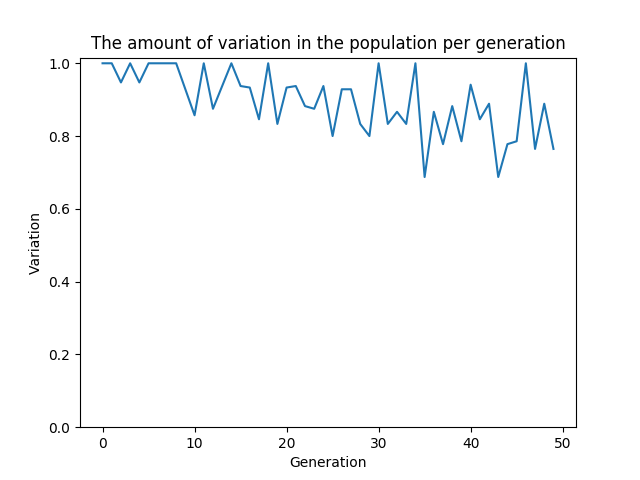 The amount of variation in the population per generation
1.0
0.8
0.6
0.4
0.2
0.0
Variation
0 10 20 30 40 50
Generation